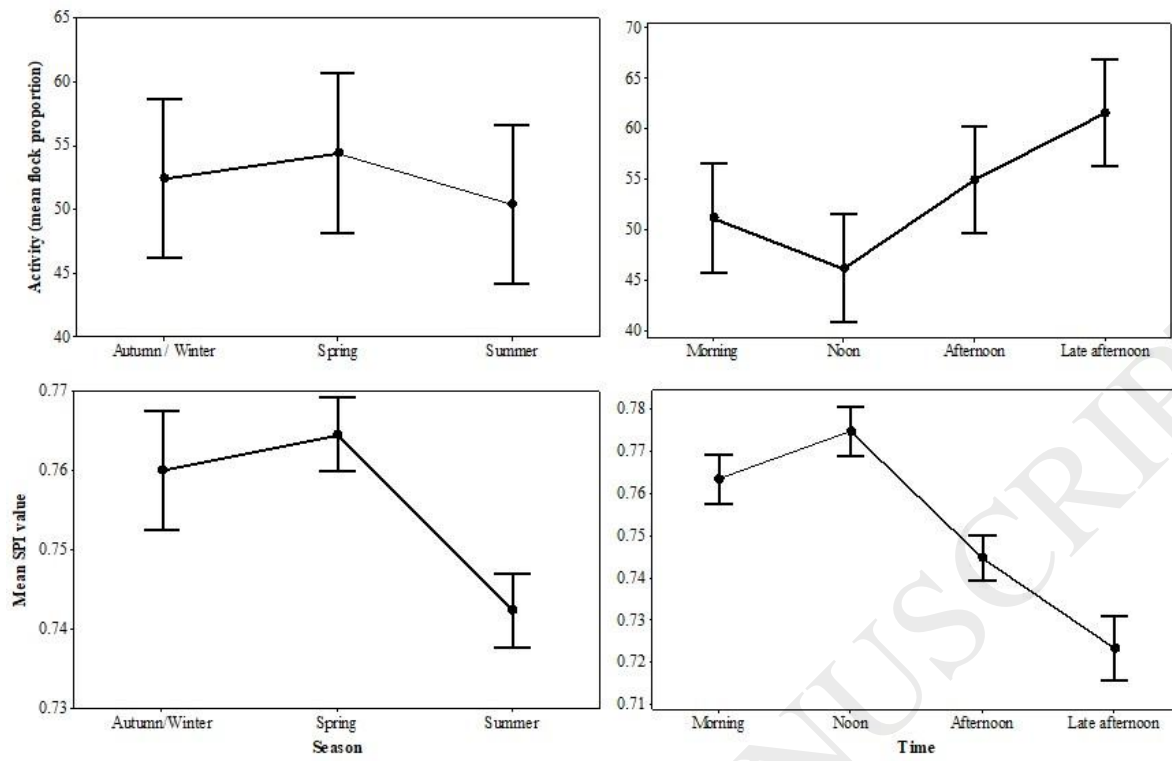 Activity (mean flock proportion)
65
60
55
50
45
40
Autumn / Winter
Spring
Summer
70
65
60
55
50
45
40
Morning
Noon
Afternoon
Late afternoon
Mean SPI value
0.77
0.76
0.75
0.74
0.73
Autumn/Winter
Spring
Summer
Season
0.78
0.77
0.76
0.75
0.74
0.73
0.72
0.71
Morning
Noon
Afternoon
Late afternoon
Time